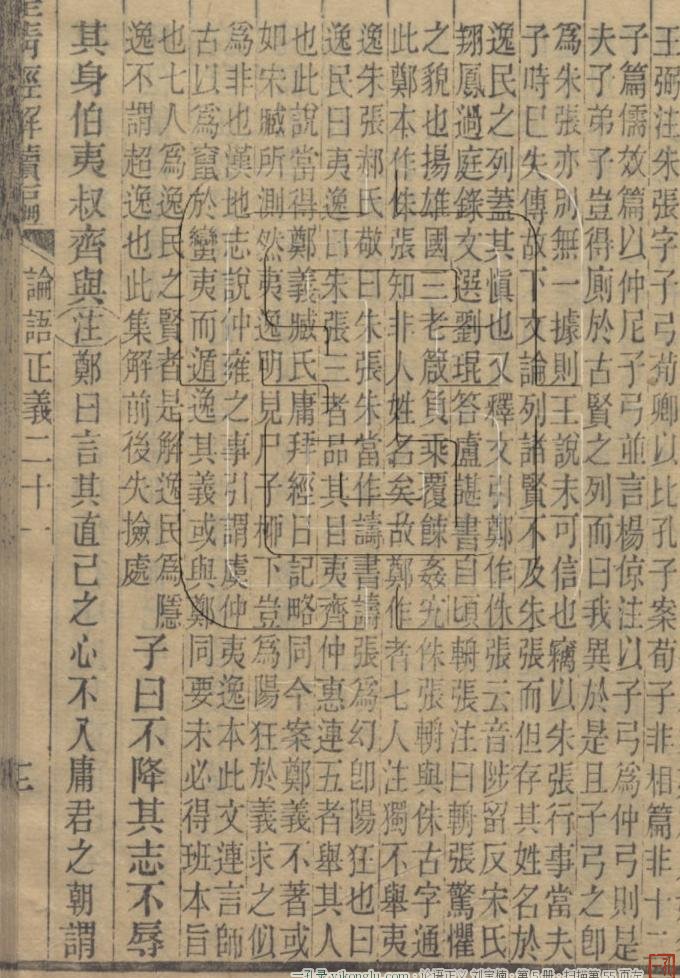 王弼注朱張字子弓荀卿以比孔子案荀子非相篇非十二
子篇儒效篇以仲尼子弓並言楊倞注以子弓為仲弓則是
夫子弟子豈得廁於古賢之列而曰我異於是且子弓之卽
為朱張亦別無一據則王說未可信也竊以朱張行事當夫
子時已失傳故下文論列諸賢不及朱張而但存其姓名於
逸民之列蓋其慎也又釋文引鄭作侏張云音陟留反宋氏
翔鳳過庭錄文選劉琨答盧諶書自頃輈張注曰輈張驚懼
之貌也揚雄國三老箴負乘覆餗姦宄侏張輈與侏古字通
此鄭本作侏張知非人姓名矣故鄭作者七人注獨不舉夷
逸朱張郝氏敬曰朱張朱當作譸書譸張為幻卽陽狂也曰
逸民曰夷逸曰朱張三者品其目夷齊仲惠連五者舉其人
也此說當得鄭義臧氏庸拜經日記略同今案鄭義不著或
如宋臧所測然夷逸明見尸子柳下豈為陽狂於義求之似
為非也漢地志說仲雍之事引謂虞仲夷逸本此文連言師
古以為竄於蠻夷而遁逸其義或與鄭同要未必得班本旨
也七人為逸民之賢者是解逸民為隱
逸不謂超逸也此集解前後失撿處
子曰不降其志不辱
其身伯夷叔齊與注鄭曰言其直己之心不入庸君之朝謂
皇清經解續編
論語正義二十一
三